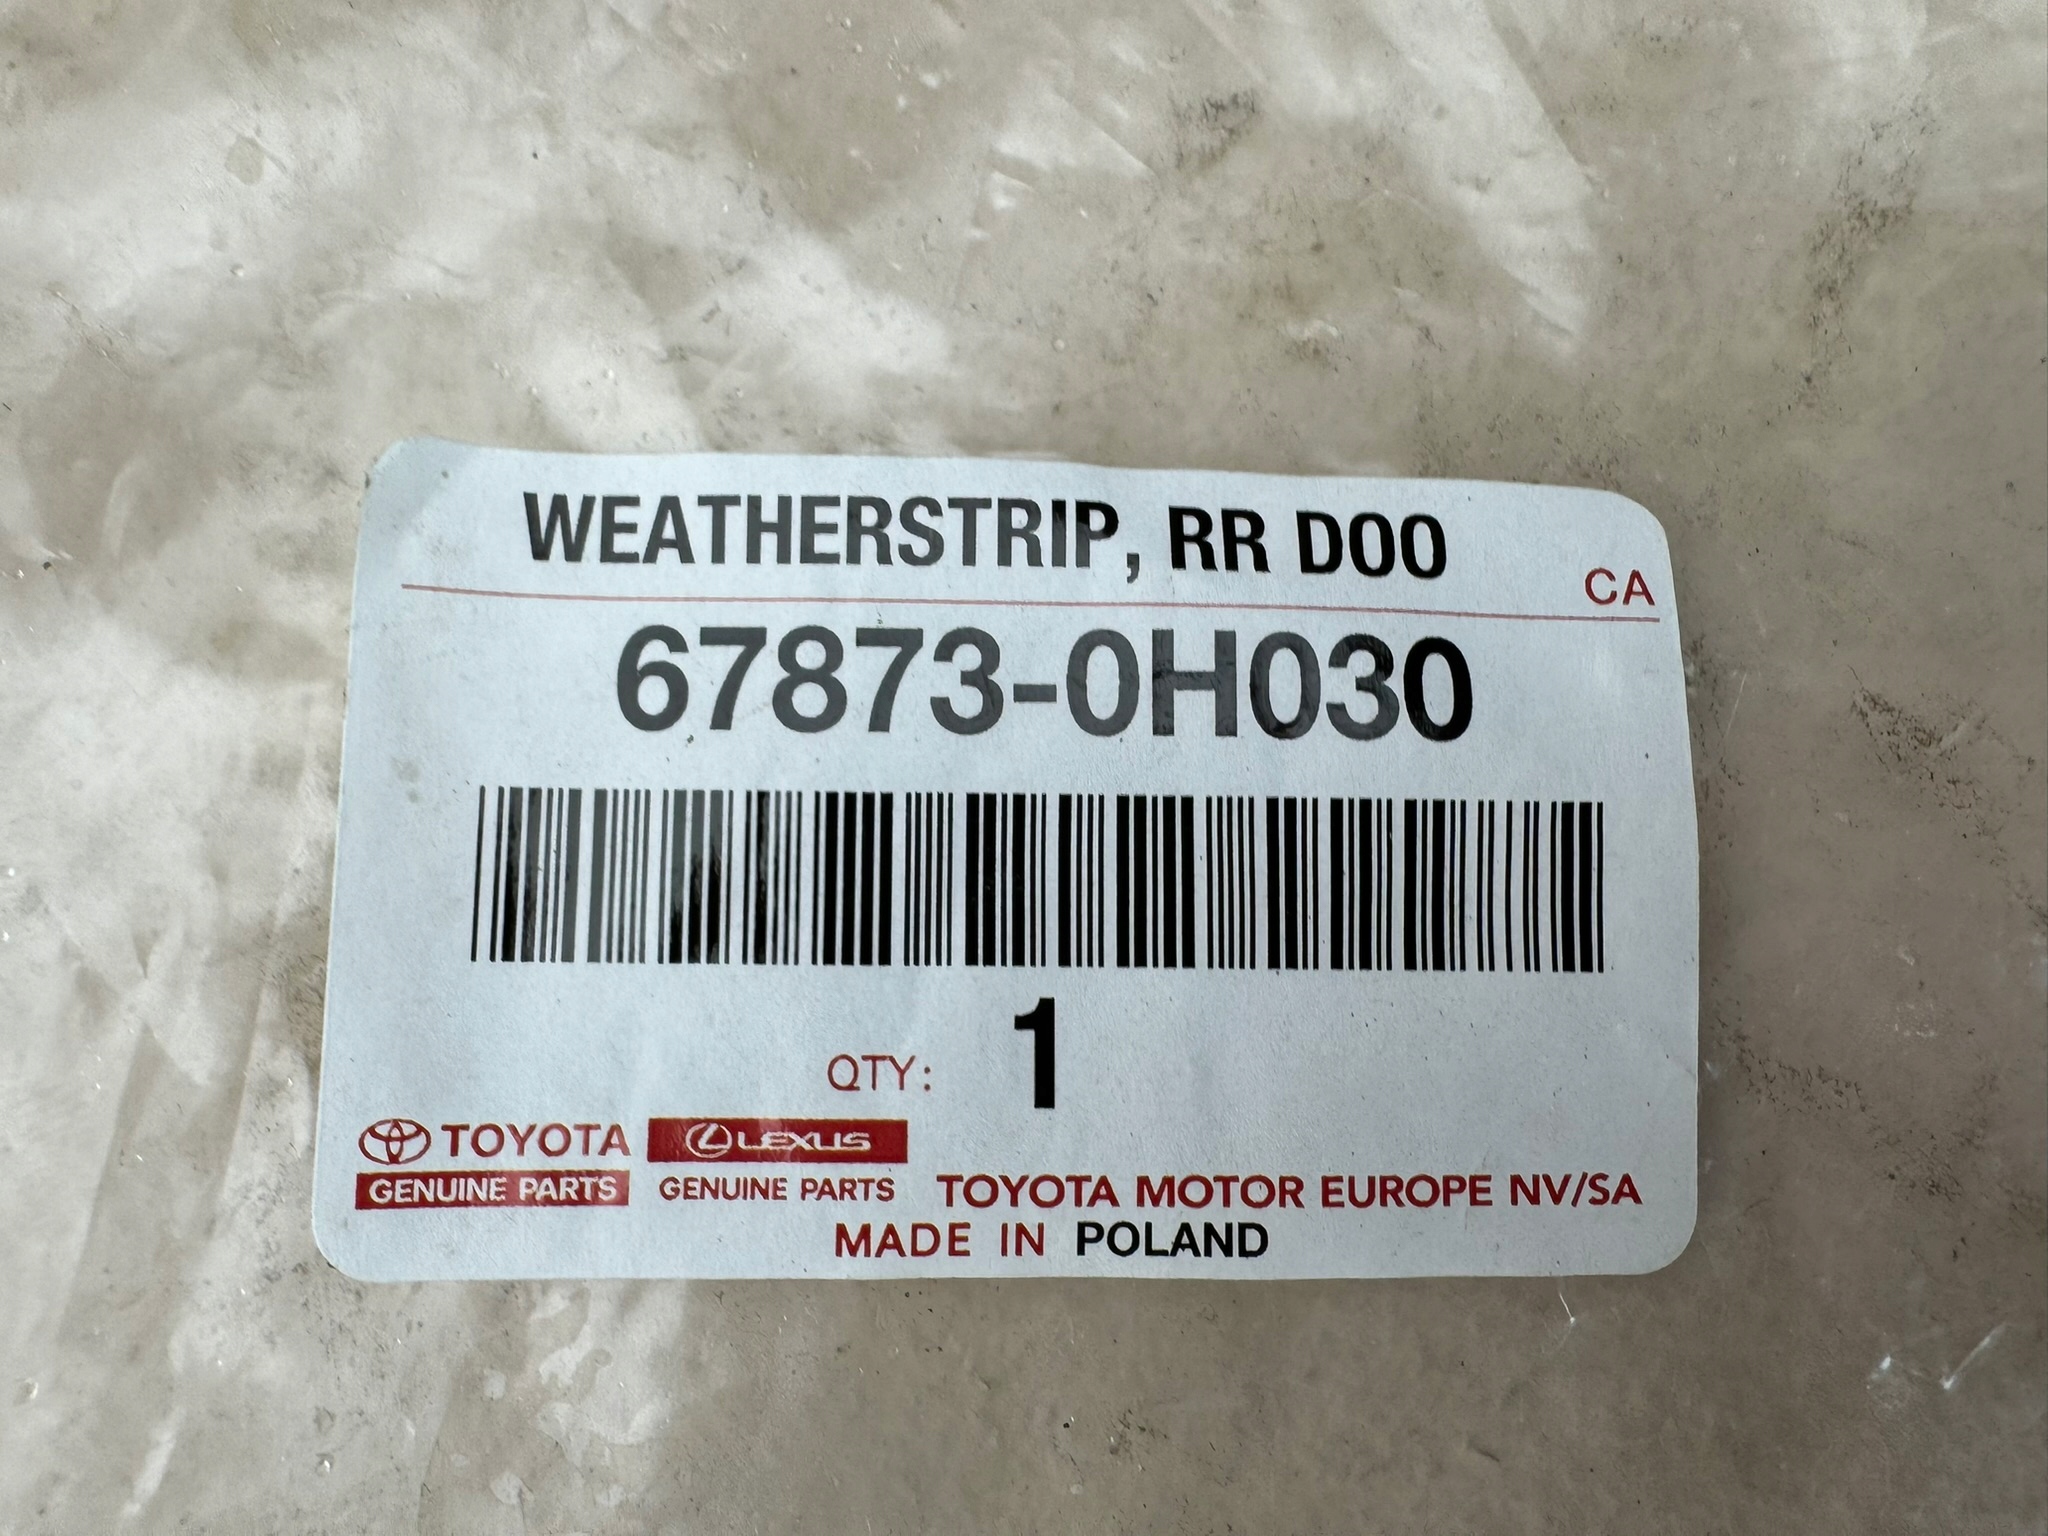 WEATHERSTRIP, RR DOO
CA
67873-0H030
QTY: 1
TOYOTA LEXUS
GENUINE PARTS GENUINE PARTS TOYOTA MOTOR EUROPE NV/SA
MADE IN POLAND